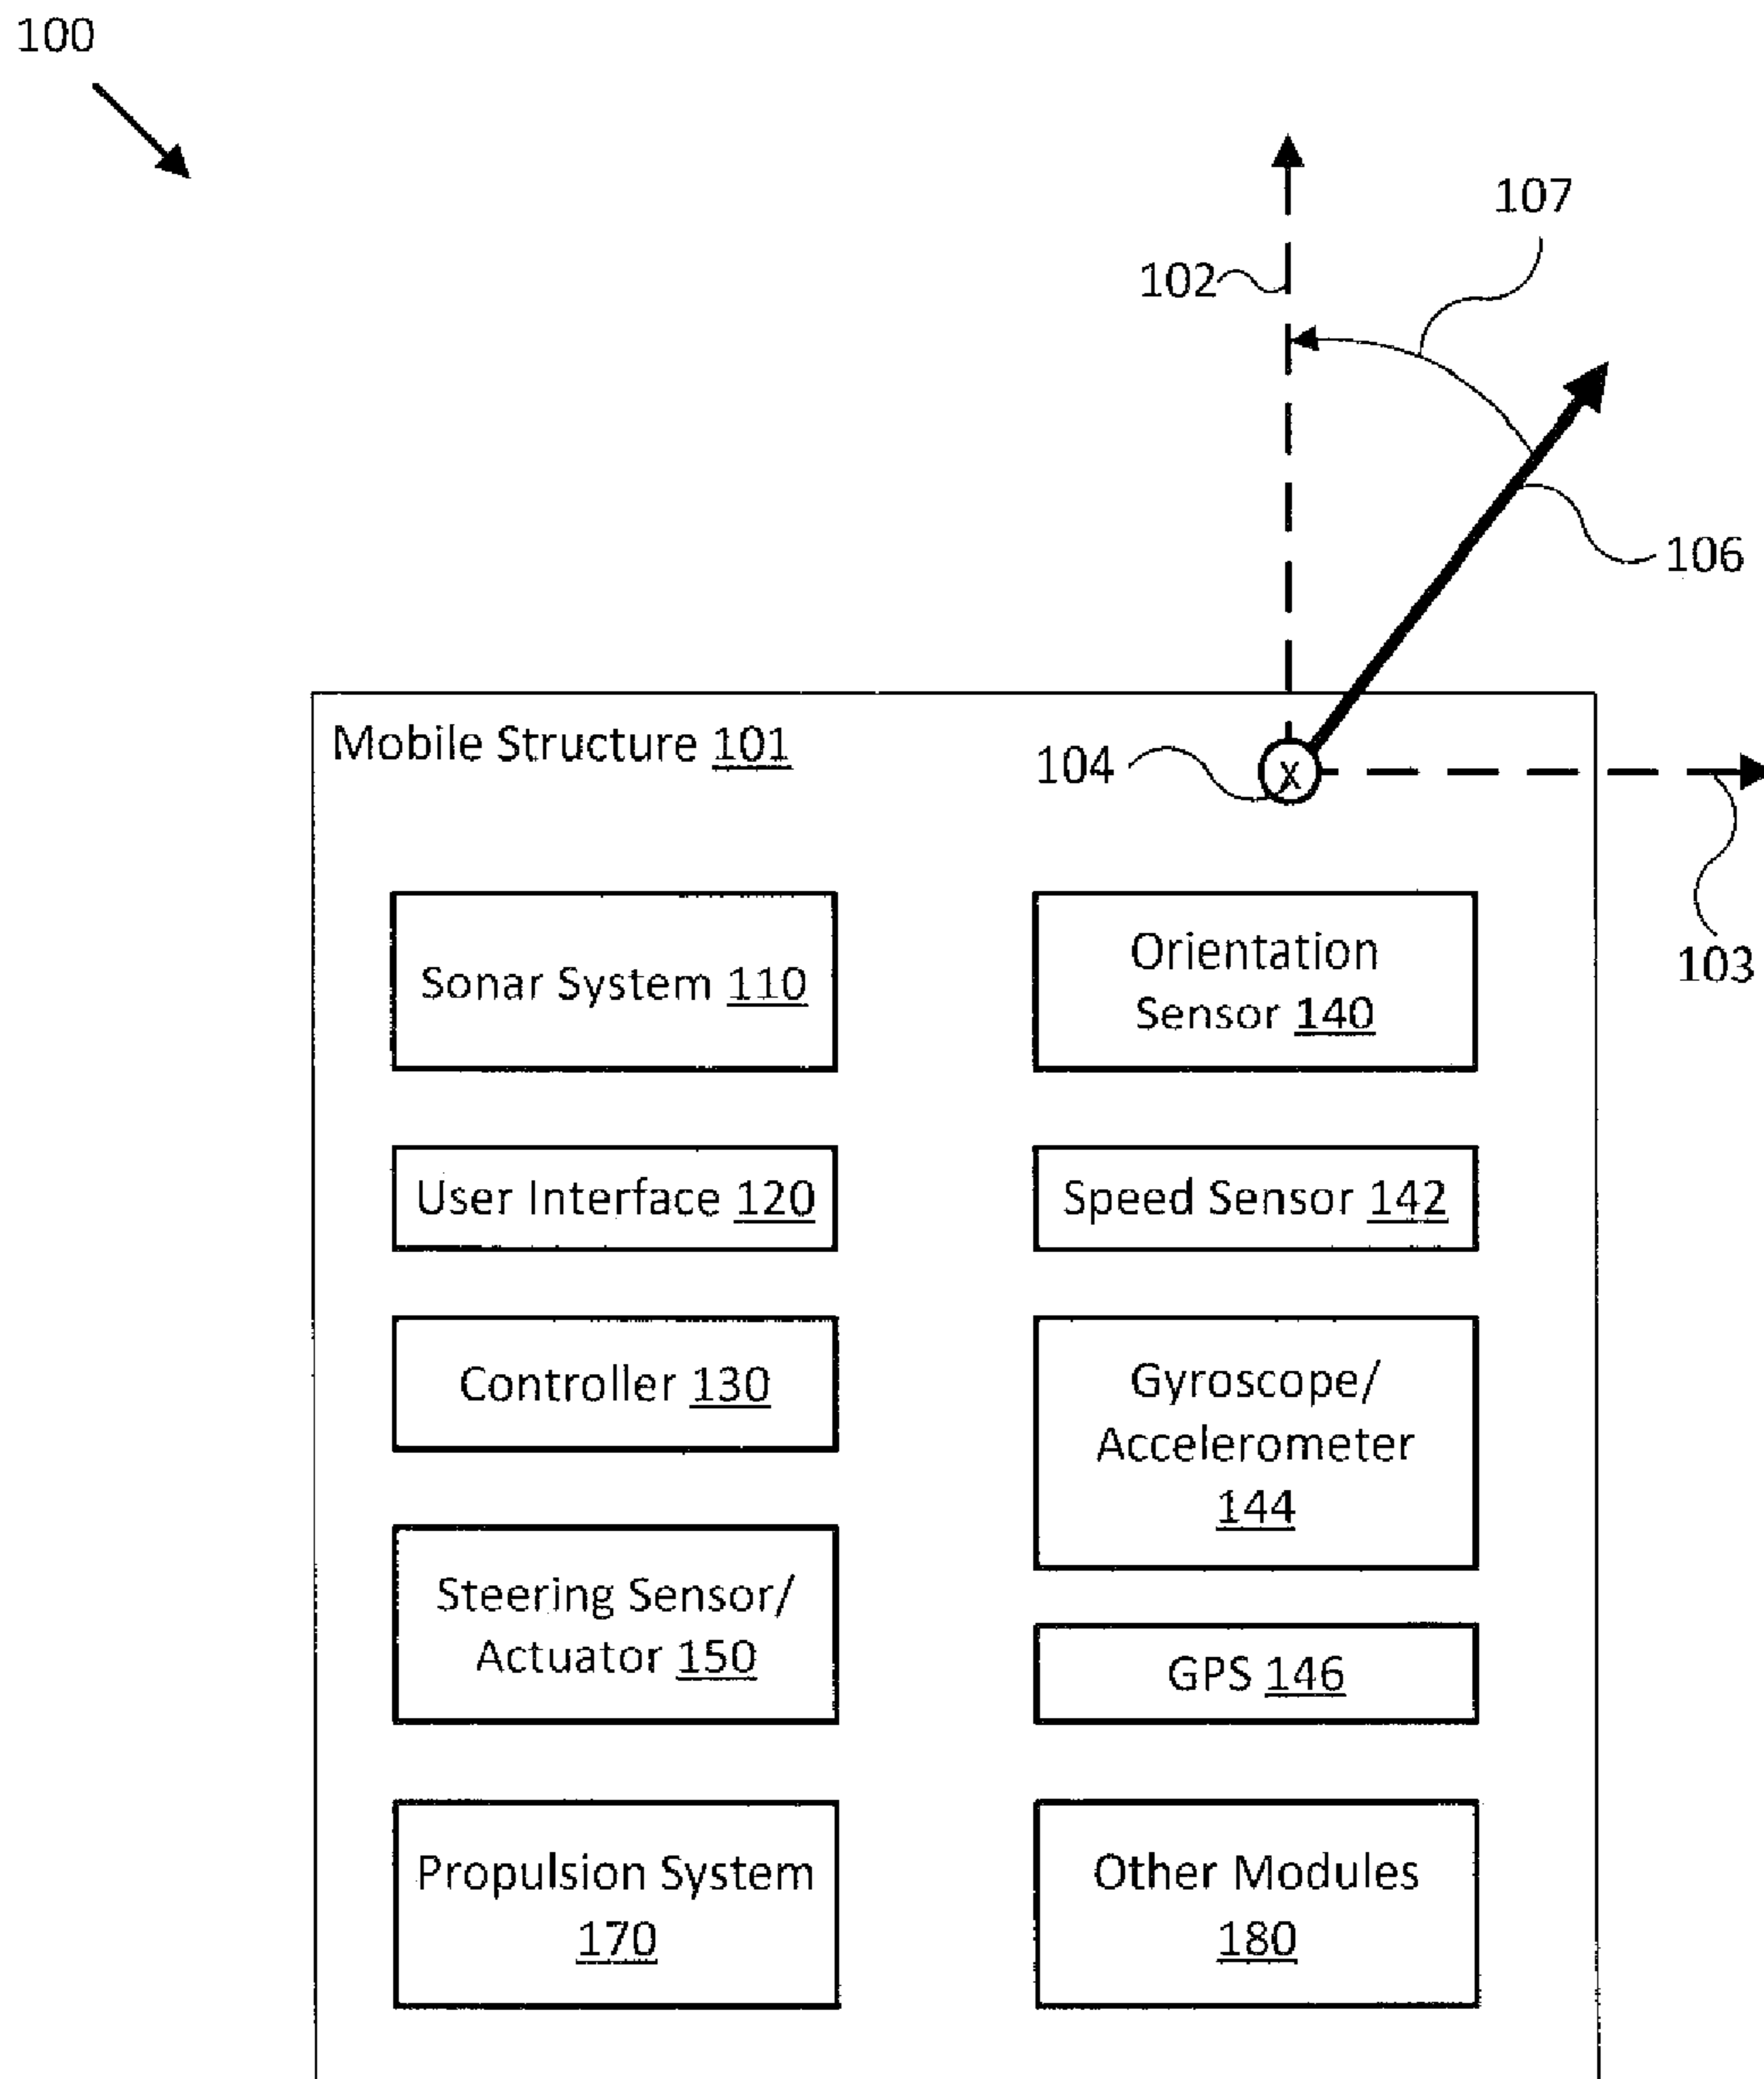 100
107
102
106
Mobile Structure 101
104
X
103
Sonar System 110
Orientation
Sensor 140
User Interface 120
Speed Sensor 142
Controller 130
Gyroscope/
Accelerometer
144
Steering Sensor/
Actuator 150
GPS 146
Propulsion System
170
Other Modules
180